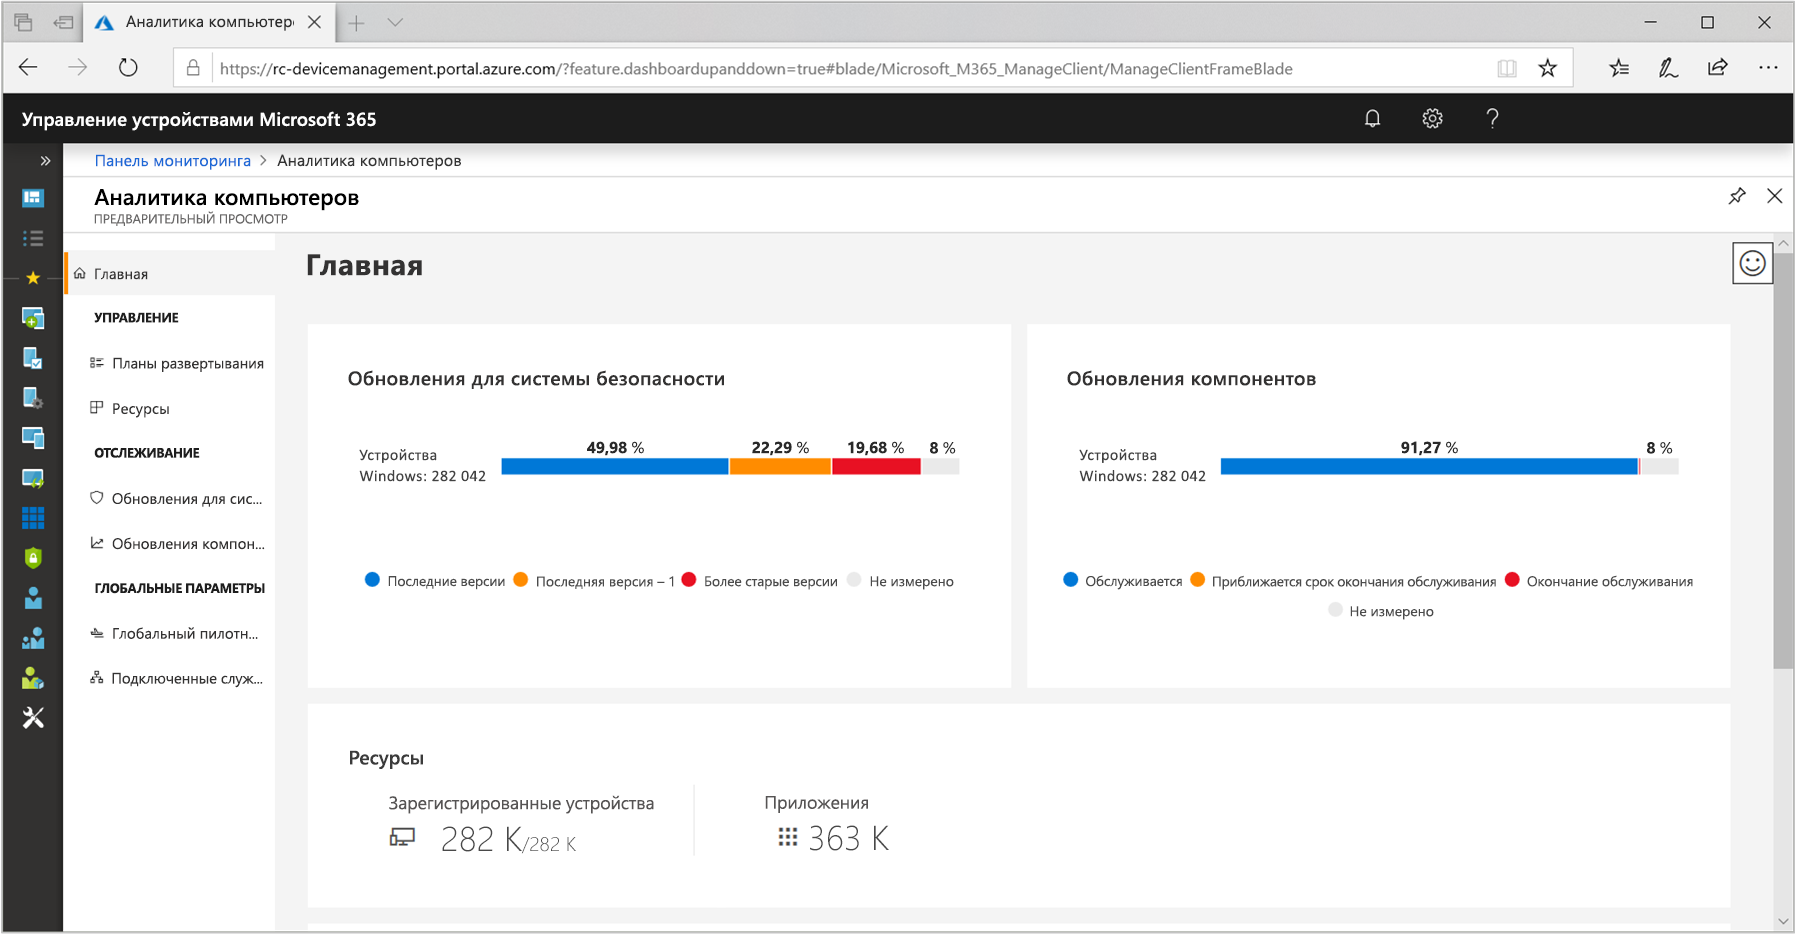 Аналитика компьютер
https://rc-devicemanagement.portal.azure.com/?feature.dashboardupanddown=true#blade/Microsoft_M365_ManageClient/ManageClientFrameBlade
Управление устройствами Microsoft 365
Панель мониторинга > Аналитика компьютеров
Аналитика компьютеров
ПРЕДВАРИТЕЛЬНЫЙ ПРОСМОТР
Главная
УПРАВЛЕНИЕ
Планы развертывания
Ресурсы
ОТСЛЕЖИВАНИЕ
Обновления для сис...
Обновления компон...
ГЛОБАЛЬНЫЕ ПАРАМЕТРЫ
Глобальный пилотн...
Подключенные служ...
Главная
Обновления для системы безопасности
49,98 % 22,29 % 19,68 % 8 %
Устройства
Windows: 282 042
Последние версии Последняя версия – 1 Более старые версии Не измерено
Обновления компонентов
91,27 % 8 %
Устройства
Windows: 282 042
Обслуживается Приближается срок окончания обслуживания Окончание обслуживания
Не измерено
Ресурсы
Зарегистрированные устройства
282 K/282 K
Приложения
363 K